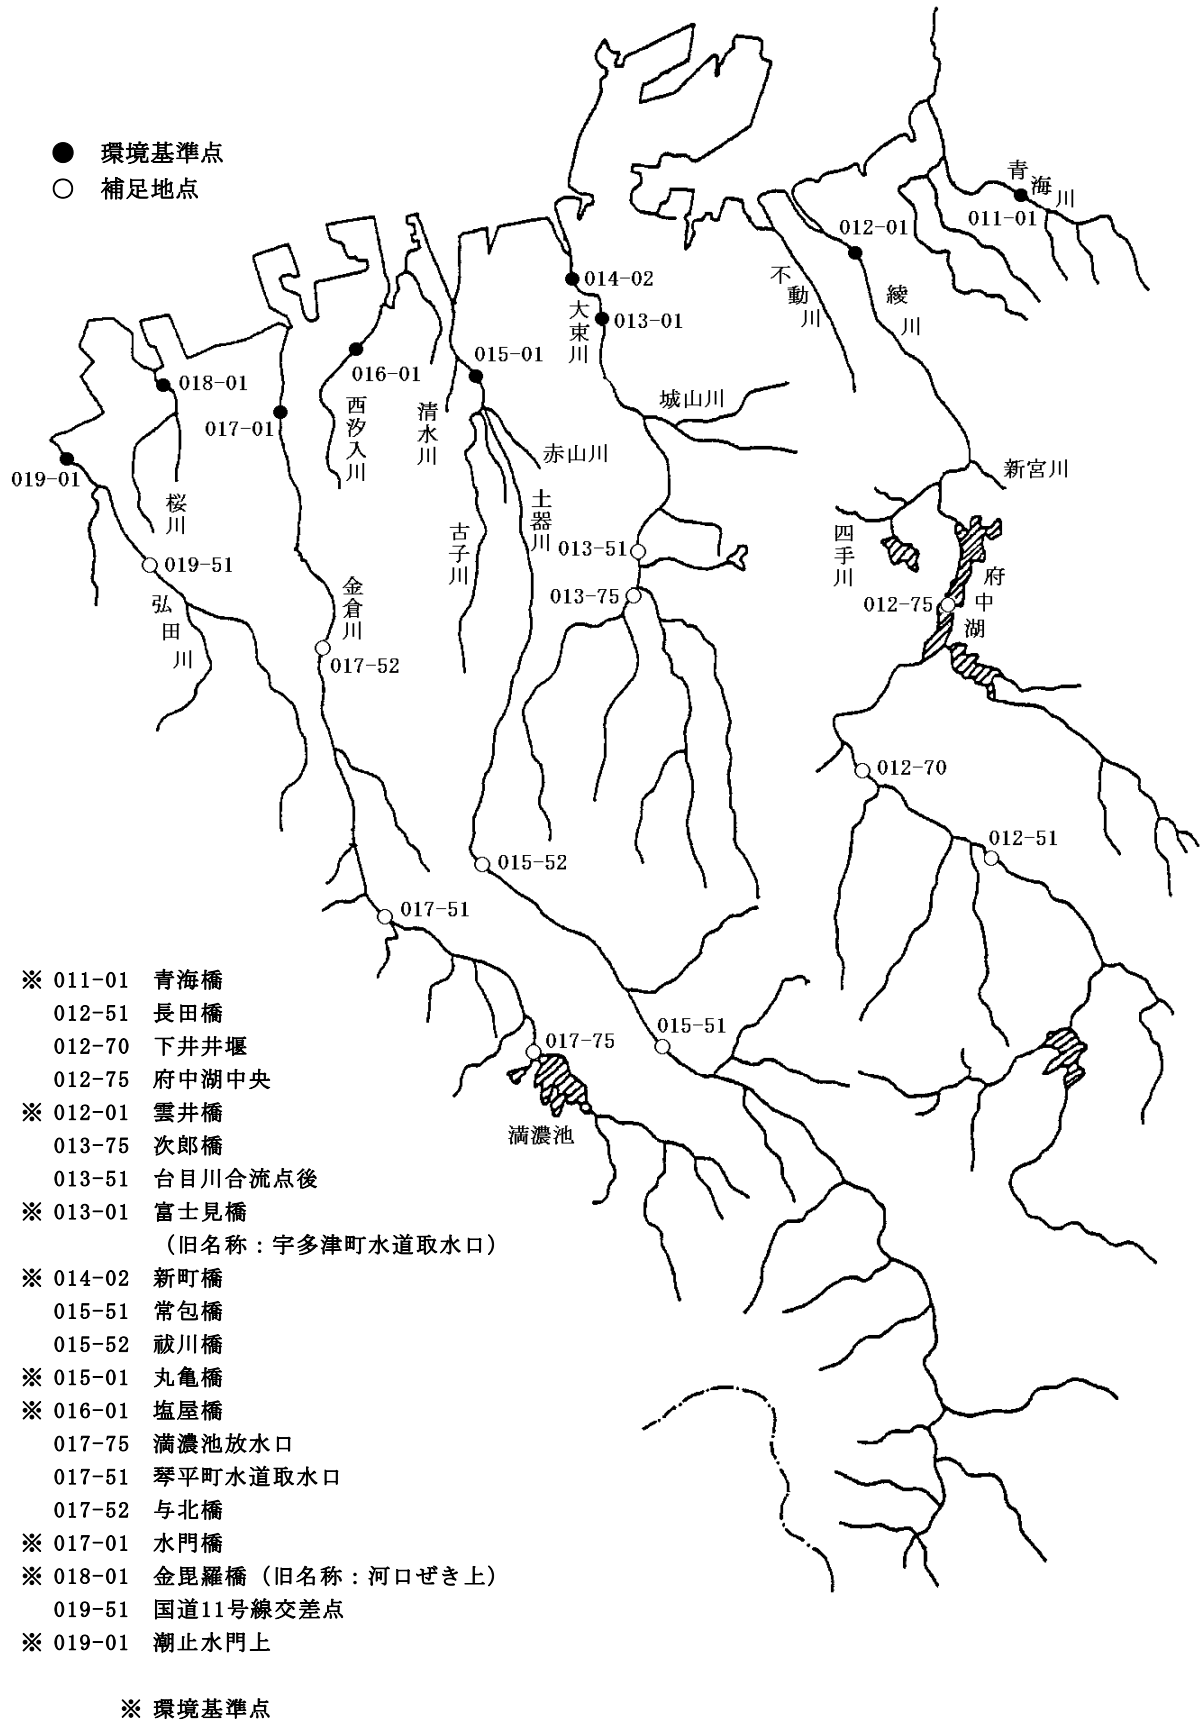 ● 環境基準点
○ 補足地点
青海川
011-01
012-01
綾川
不動川
014-02
大束川
013-01
015-01
016-01
018-01
017-01
西汐入川
清水川
城山川
赤山川
新宮川
019-01
桜川
古子川
土器川
四手川
013-51
019-51
013-75
012-75
府中湖
弘田川
金倉川
017-52
012-70
012-51
015-52
017-51
015-51
017-75
満濃池
※ 011-01 青海橋
012-51 長田橋
012-70 下井井堰
012-75 府中湖中央
※ 012-01 雲井橋
013-75 次郎橋
013-51 台目川合流点後
※ 013-01 富士見橋
（旧名称：宇多津町水道取水口）
※ 014-02 新町橋
015-51 常包橋
015-52 祓川橋
※ 015-01 丸亀橋
※ 016-01 塩屋橋
017-75 満濃池放水口
017-51 琴平町水道取水口
017-52 与北橋
※ 017-01 水門橋
※ 018-01 金毘羅橋（旧名称：河口ぜき上）
019-51 国道11号線交差点
※ 019-01 潮止水門上
※ 環境基準点